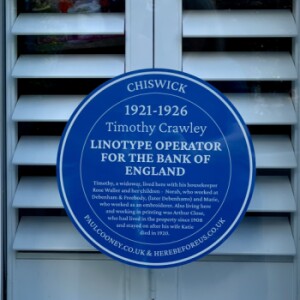 CHISWICK
1921-1926
Timothy Crawley
LINOTYPE OPERATOR
FOR THE BANK OF
ENGLAND
Timothy, a widower, lived here with his housekeeper
Rose Waller and her children - Norah, who worked at
Debenham & Freebody, (later Debenhams) and Marie,
who worked as an embroiderer. Also living here
and working in printing was Arthur Close,
who had lived in the property since 1908
and stayed on after his wife Katie
died in 1920.
PAULCOONEY.CO.UK & HEREBEFOREUS.CO.UK